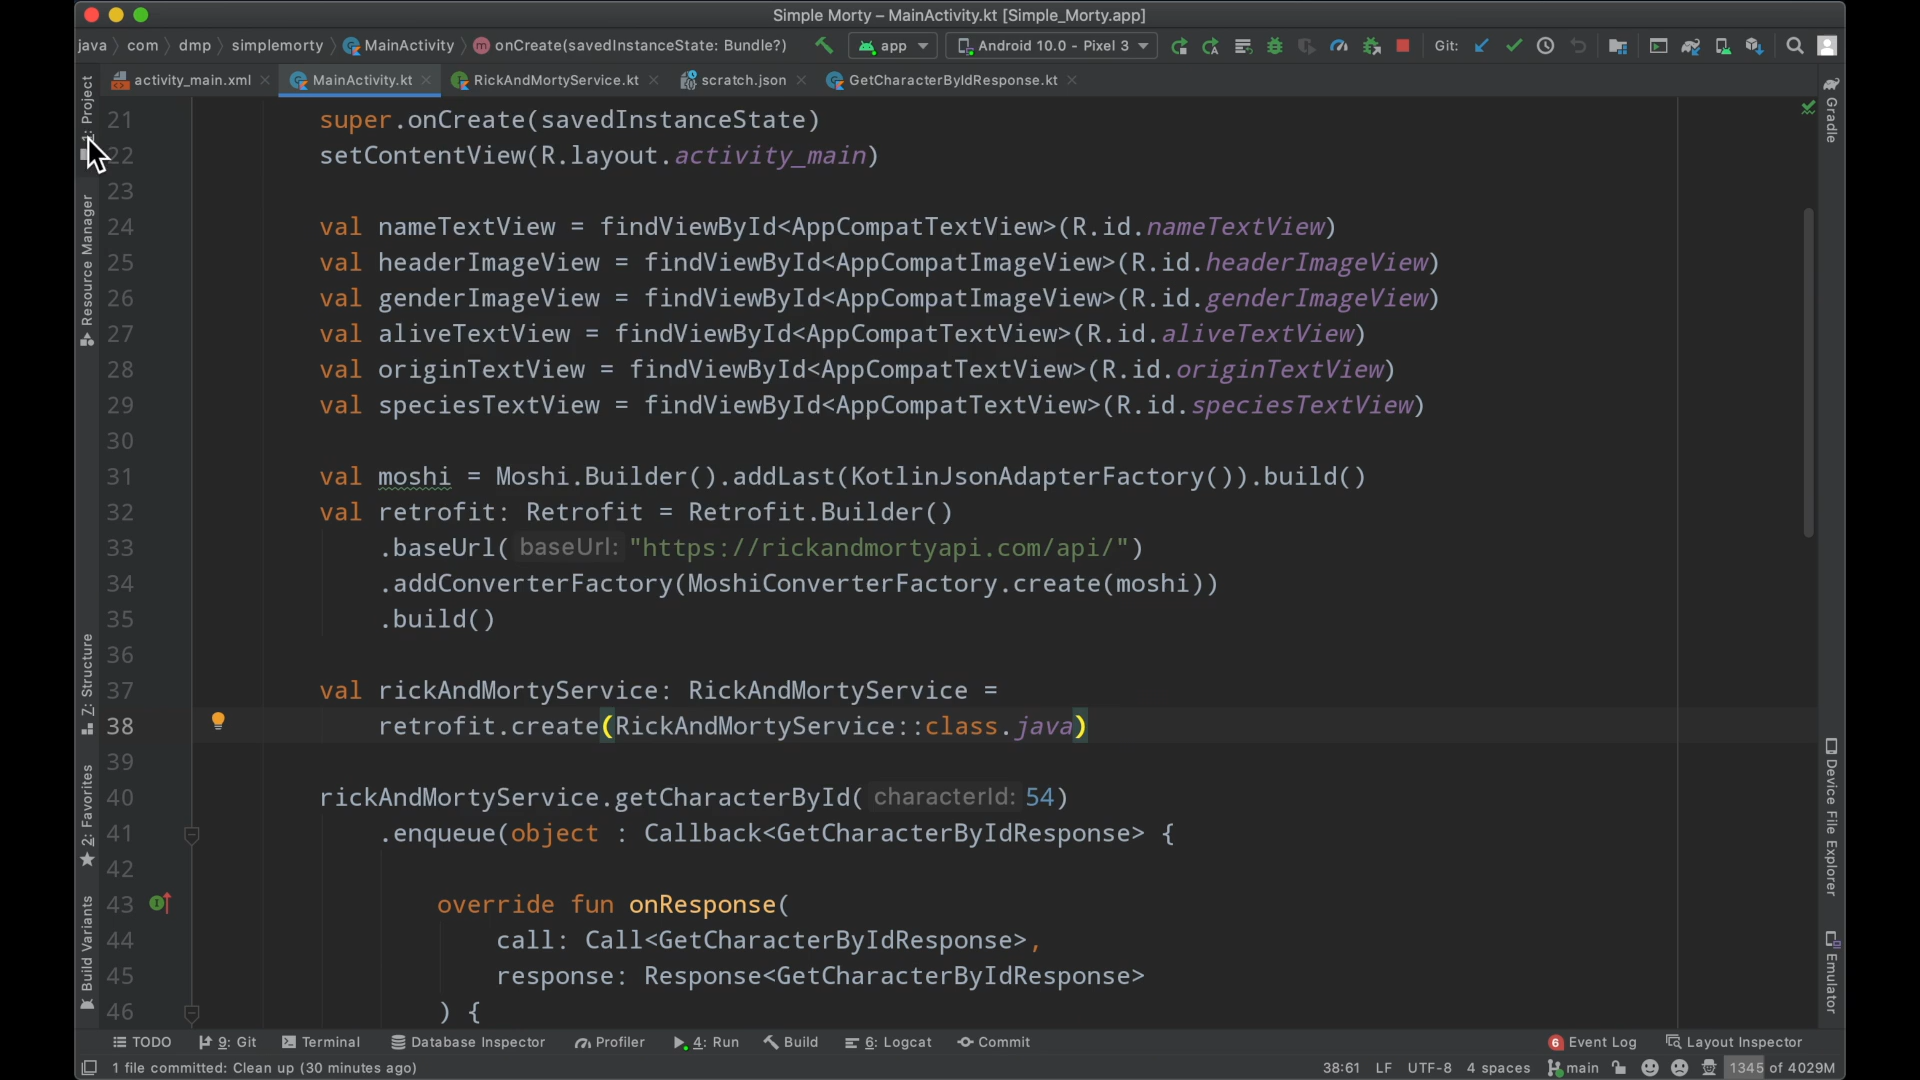 Simple Morty – MainActivity.kt [Simple_Morty.app]
java com dmp simplemorty MainActivity onCreate(savedInstanceState: Bundle?) app Android 10.0 - Pixel 3 Git:
activity_main.xml MainActivity.kt RickAndMortyService.kt scratch.json GetCharacterByIdResponse.kt
Project
Resource Manager
Z: Structure
2: Favorites
Build Variants
21 super.onCreate(savedInstanceState)
22 setContentView(R.layout.activity_main)
23
24 val nameTextView = findViewById<AppCompatTextView>(R.id.nameTextView)
25 val headerImageView = findViewById<AppCompatImageView>(R.id.headerImageView)
26 val genderImageView = findViewById<AppCompatImageView>(R.id.genderImageView)
27 val aliveTextView = findViewById<AppCompatTextView>(R.id.aliveTextView)
28 val originTextView = findViewById<AppCompatTextView>(R.id.originTextView)
29 val speciesTextView = findViewById<AppCompatTextView>(R.id.speciesTextView)
30
31 val moshi = Moshi.Builder().addLast(KotlinJsonAdapterFactory()).build()
32 val retrofit: Retrofit = Retrofit.Builder()
33 .baseUrl( baseUrl: "https://rickandmortyapi.com/api/")
34 .addConverterFactory(MoshiConverterFactory.create(moshi))
35 .build()
36
37 val rickAndMortyService: RickAndMortyService =
38 retrofit.create(RickAndMortyService::class.java)
39
40 rickAndMortyService.getCharacterById( characterId: 54)
41 .enqueue(object : Callback<GetCharacterByIdResponse> {
42
43 override fun onResponse(
44 call: Call<GetCharacterByIdResponse>,
45 response: Response<GetCharacterByIdResponse>
46 ) {
Gradle
Device File Explorer
Emulator
TODO 9: Git Terminal Database Inspector Profiler 4: Run Build 6: Logcat Commit 6 Event Log Layout Inspector
1 file committed: Clean up (30 minutes ago) 38:61 LF UTF-8 4 spaces main 1345 of 4029M